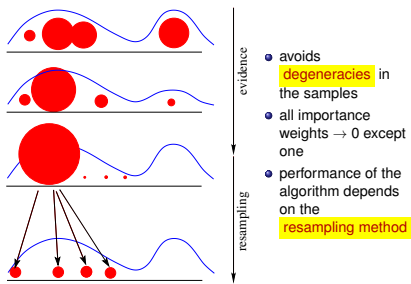 evidence
resampling
avoids
degeneracies in
the samples
all importance
weights → 0 except
one
performance of the
algorithm depends
on the
resampling method